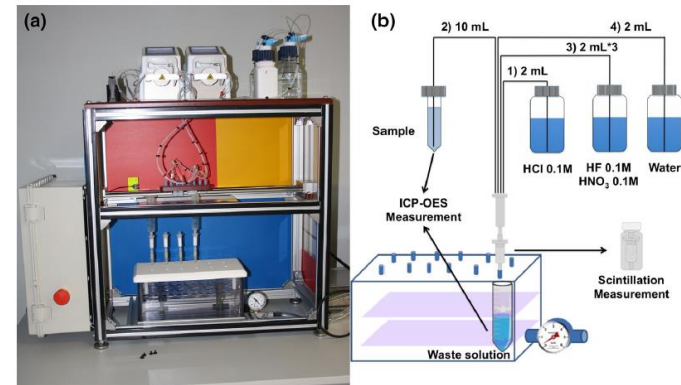 (a)
(b)
2) 10 mL
4) 2 mL
3) 2 mL*3
1) 2 mL
Sample
HCl 0.1M
HF 0.1M
HNO₃ 0.1M
Water
ICP-OES
Measurement
Scintillation
Measurement
Waste solution